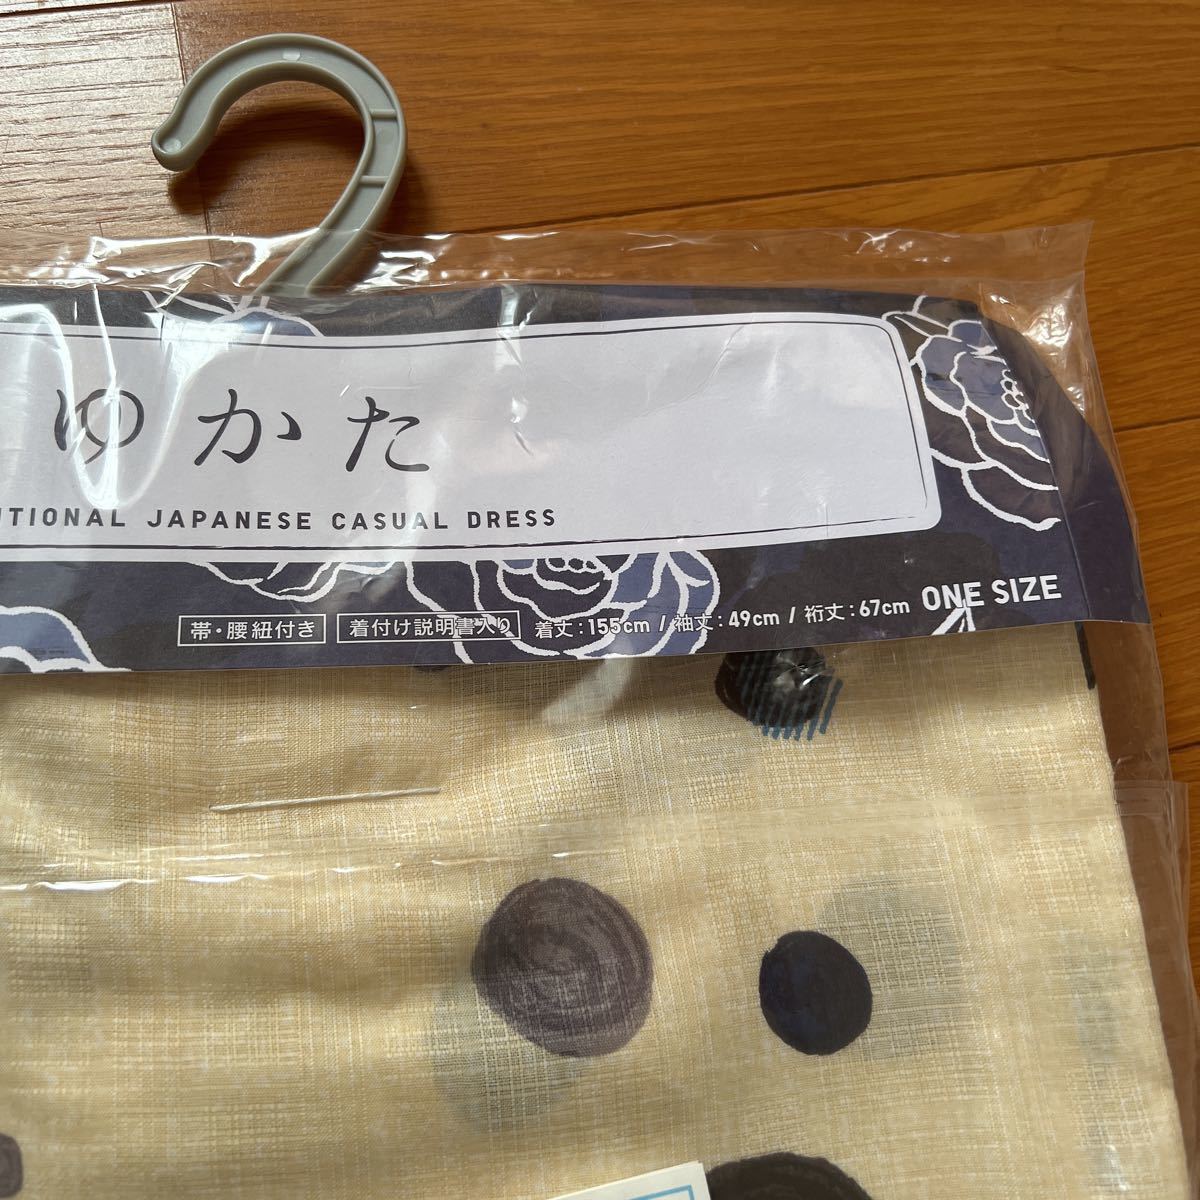 ゆかた
JAPANESE CASUAL DRESS
帯・腰紐付き 着付け説明書入り 着丈:155cm / 袖丈:49cm / 裄丈:67cm ONE SIZE